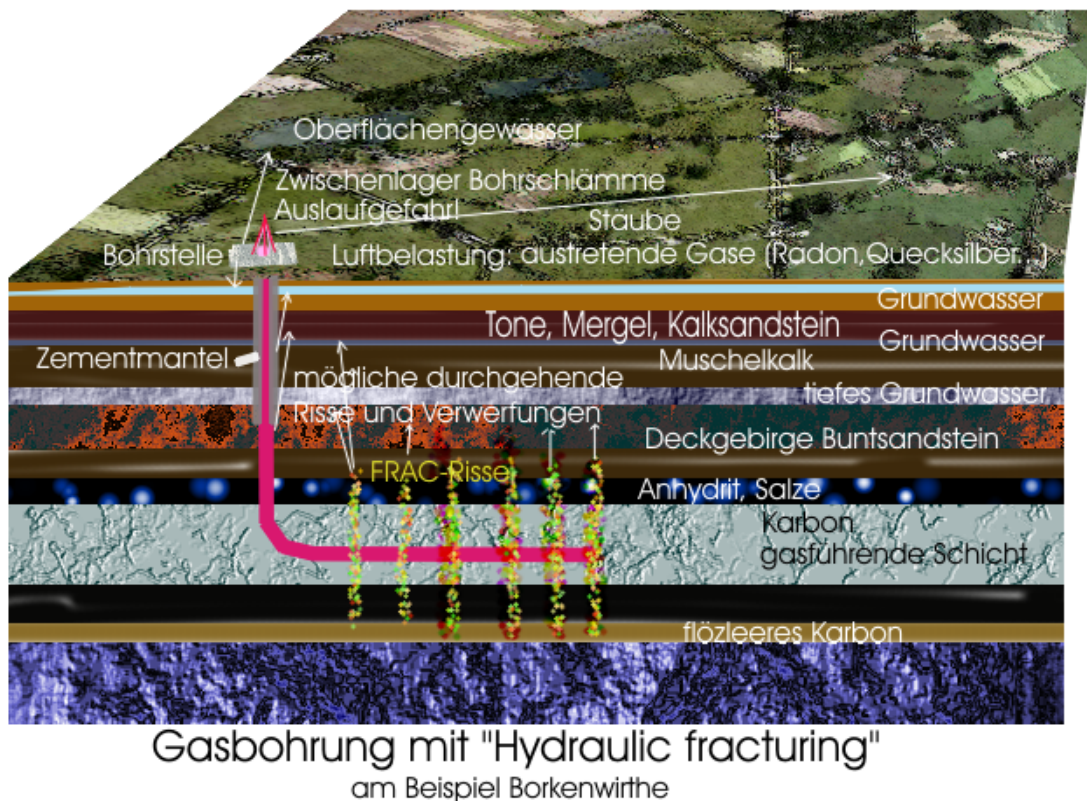 Oberflächengewässer
Zwischenlager Bohrschlämme
Auslaufgefahr!
Stäube
Bohrstelle
Luftbelastung: austretende Gase (Radon,Quecksilber...)
Grundwasser
Tone, Mergel, Kalksandstein
Grundwasser
Zementmantel
Muschelkalk
mögliche durchgehende
tiefes Grundwasser
Risse und Verwerfungen
Deckgebirge Buntsandstein
FRAC-Risse
Anhydrit, Salze
Karbon
gasführende Schicht
flözleeres Karbon
Gasbohrung mit "Hydraulic fracturing"
am Beispiel Borkenwirthe